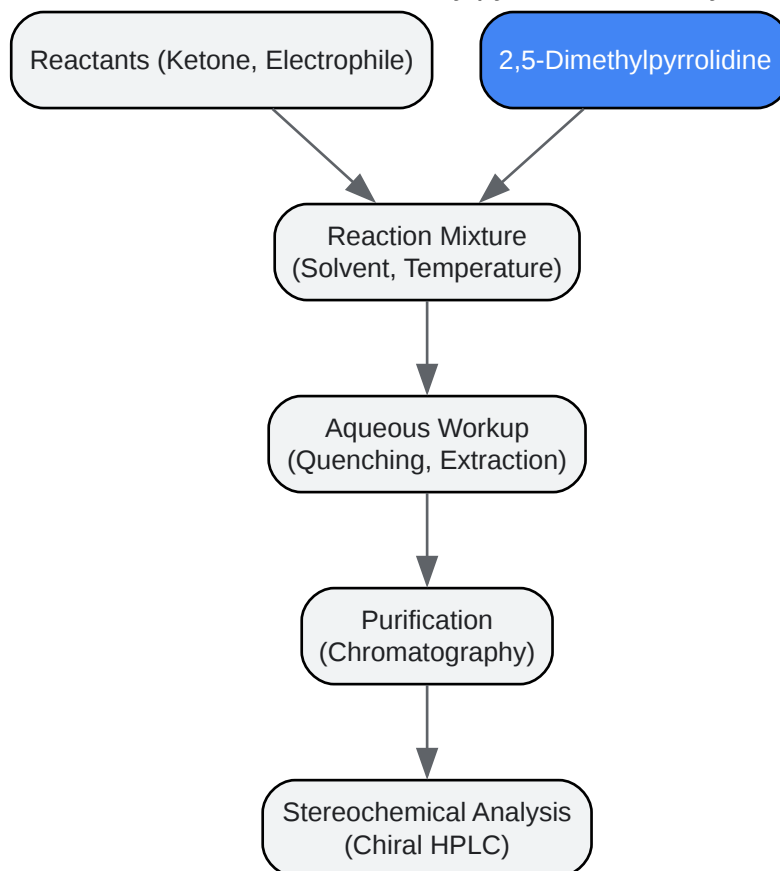 Reactants (Ketone, Electrophile)
2,5-Dimethylpyrrolidine
Reaction Mixture
(Solvent, Temperature)
Aqueous Workup
(Quenching, Extraction)
Purification
(Chromatography)
Stereochemical Analysis
(Chiral HPLC)